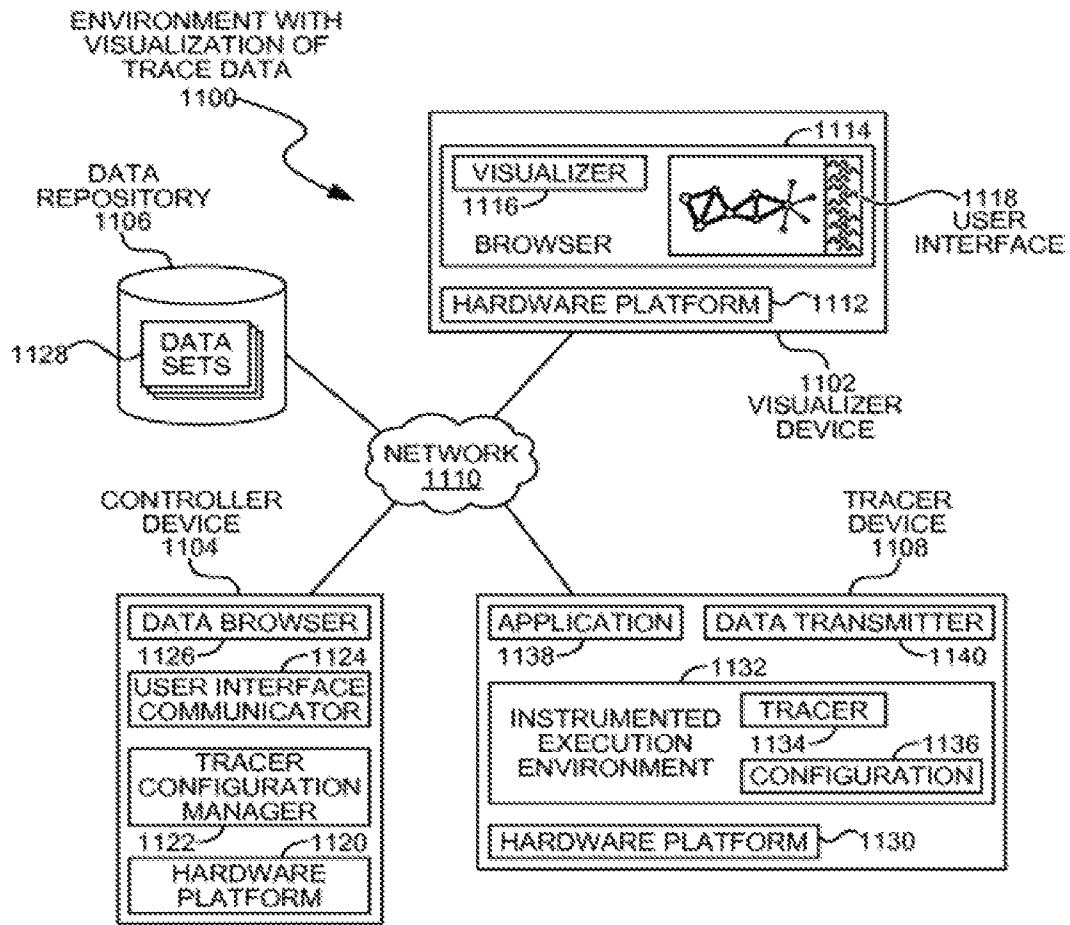 ENVIRONMENT WITH
VISUALIZATION OF
TRACE DATA
1100
DATA
REPOSITORY
1106
1128
DATA
SETS
1114
VISUALIZER
1116
BROWSER
1118
USER
INTERFACE
HARDWARE PLATFORM
1112
1102
VISUALIZER
DEVICE
NETWORK
1110
CONTROLLER
DEVICE
1104
DATA BROWSER
1126
1124
USER INTERFACE
COMMUNICATOR
TRACER
CONFIGURATION
MANAGER
1122
1120
HARDWARE
PLATFORM
TRACER
DEVICE
1108
APPLICATION
1138
DATA TRANSMITTER
1140
1132
INSTRUMENTED
EXECUTION
ENVIRONMENT
TRACER
1134
1136
CONFIGURATION
HARDWARE PLATFORM
1130